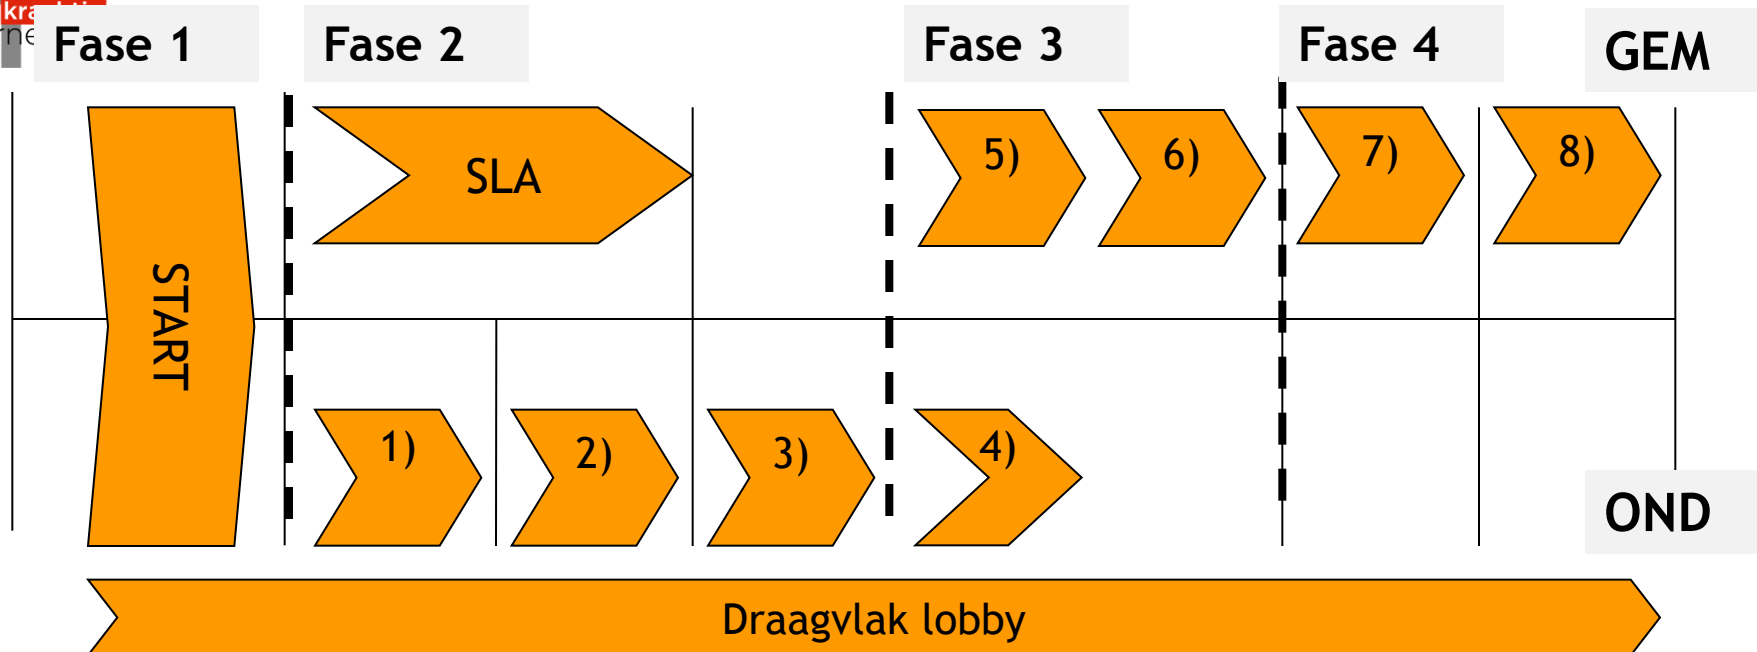 Fase 1
Fase 2
Fase 3
Fase 4
GEM
SLA
5)
6)
7)
8)
START
1)
2)
3)
4)
OND
Draagvlak lobby